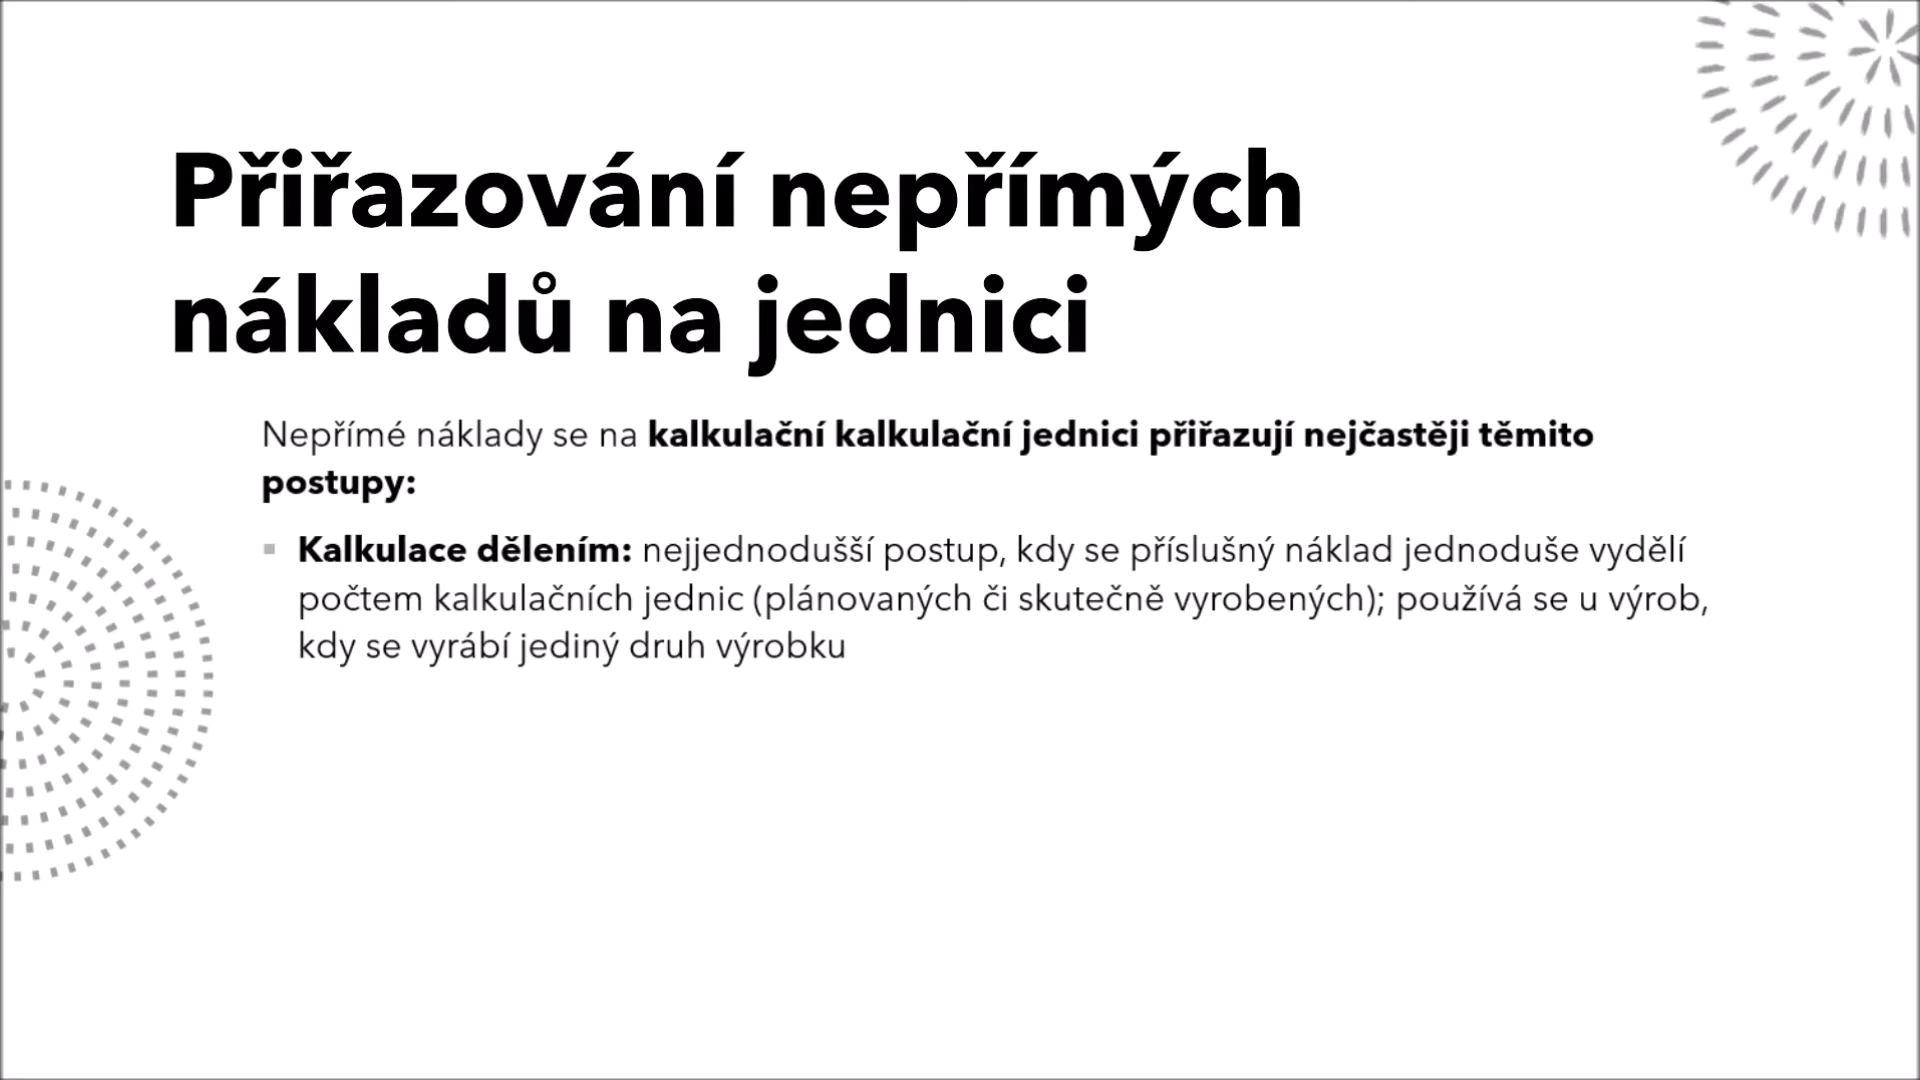 Přiřazování nepřímých
nákladů na jednici
Nepřímé náklady se na kalkulační kalkulační jednici přiřazují nejčastěji těmito
postupy:
▪ Kalkulace dělením: nejjednodušší postup, kdy se příslušný náklad jednoduše vydělí
počtem kalkulačních jednic (plánovaných či skutečně vyrobených); používá se u výrob,
kdy se vyrábí jediný druh výrobku